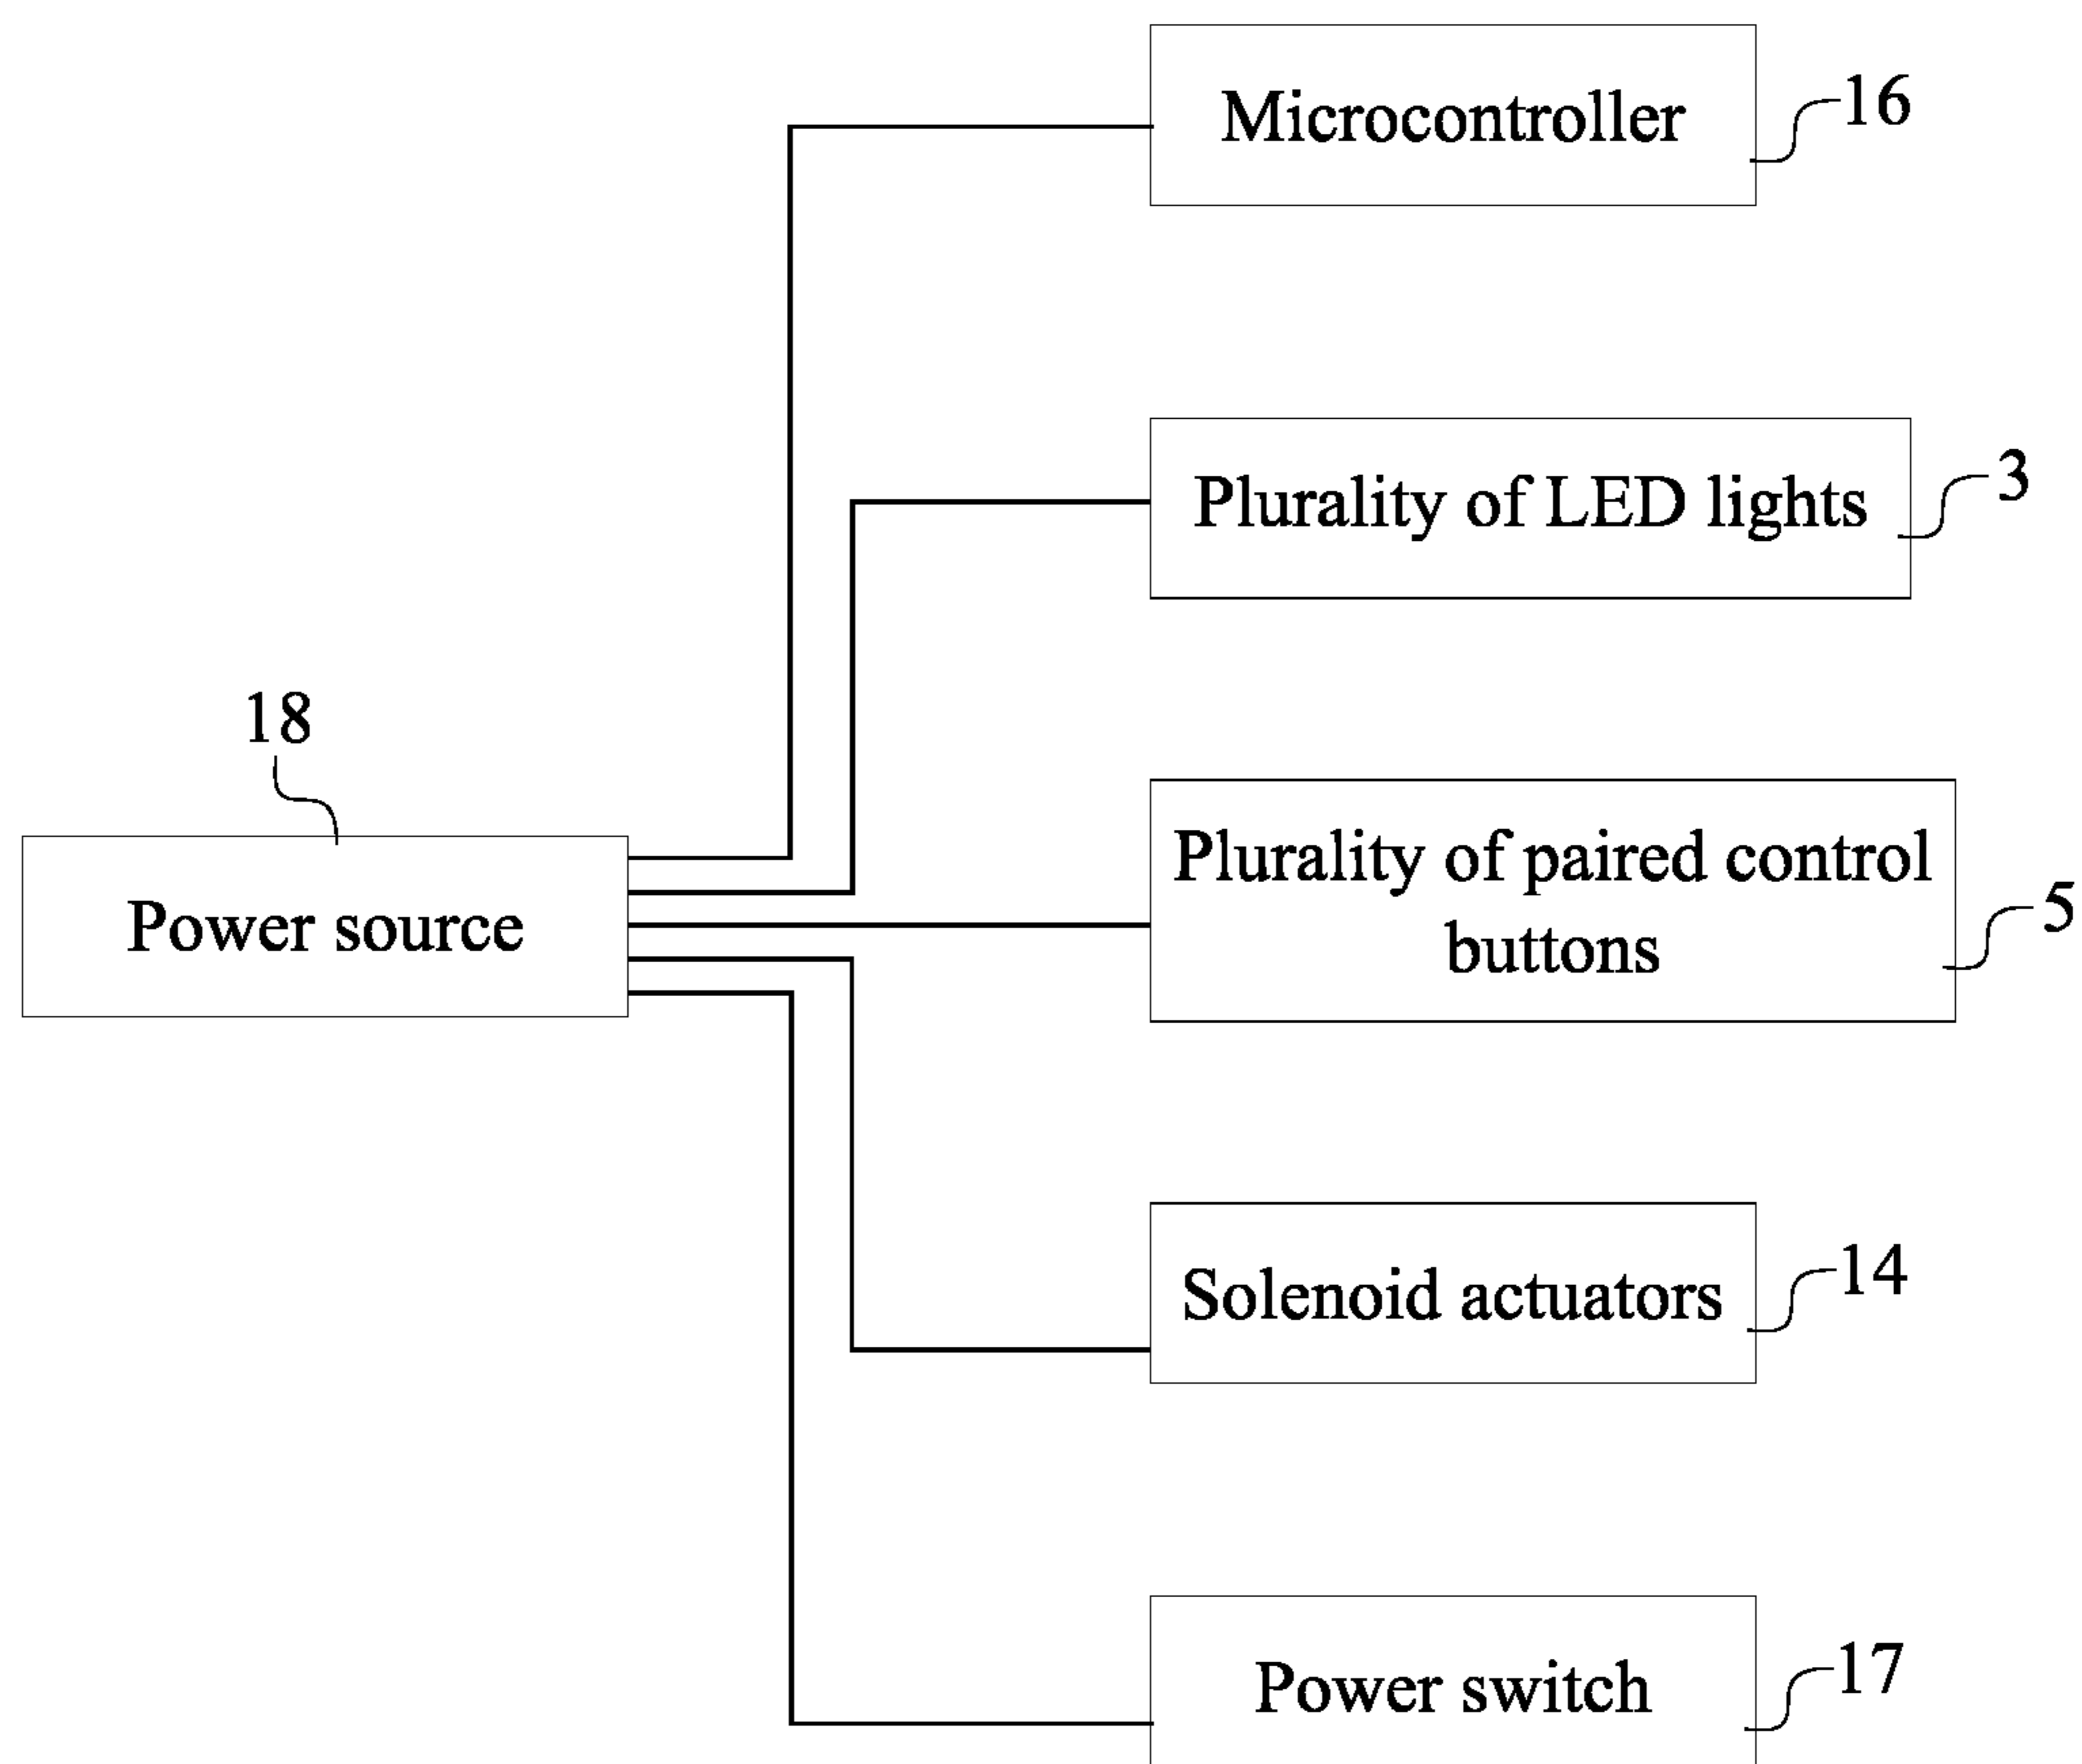 Microcontroller
16
Plurality of LED lights
3
18
Power source
Plurality of paired control
buttons
5
Solenoid actuators
14
Power switch
17